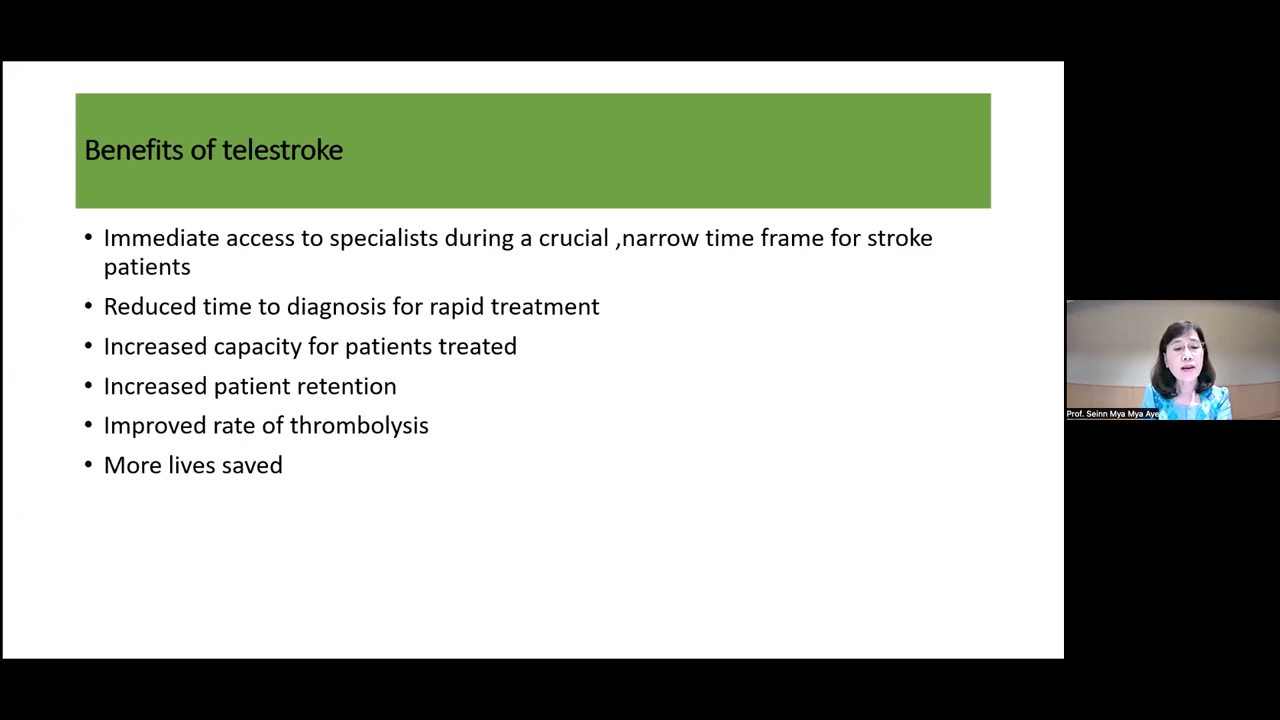 Benefits of telestroke
• Immediate access to specialists during a crucial ,narrow time frame for stroke
patients
• Reduced time to diagnosis for rapid treatment
• Increased capacity for patients treated
• Increased patient retention
• Improved rate of thrombolysis
• More lives saved
Prof. Seinn Mya Mya Aye